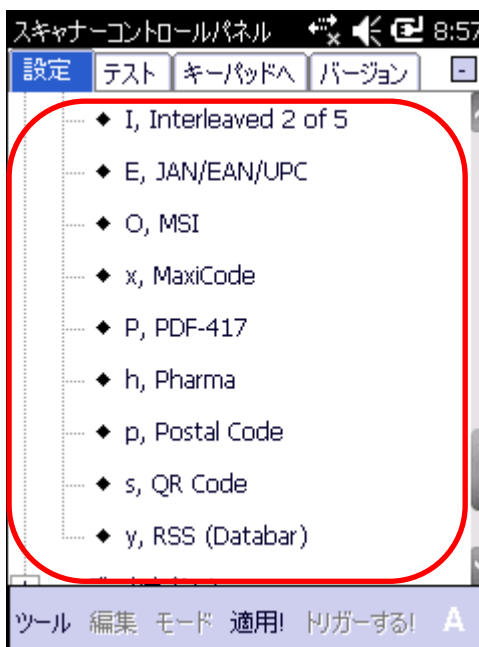 スキャナーコントロールパネル 8:57
設定 テスト キーパッドへ バージョン
I, Interleaved 2 of 5
E, JAN/EAN/UPC
O, MSI
x, MaxiCode
P, PDF-417
h, Pharma
p, Postal Code
s, QR Code
y, RSS (Databar)
ツール 編集 モード 適用! トリガーする! A